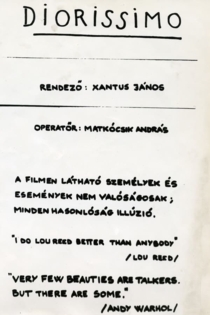 DIORISSIMO
RENDEZŐ: XANTUS JÁNOS
OPERATŐR: MATKÓCSIK ANDRÁS
A FILMEN LÁTHATÓ SZEMÉLYEK ÉS
ESEMÉNYEK NEM VALÓSÁGOSAK;
MINDEN HASONLÓSÁG ILLÚZIÓ.
"I DO LOU REED BETTER THAN ANYBODY"
/LOU REED/
"VERY FEW BEAUTIES ARE TALKERS.
BUT THERE ARE SOME."
/ANDY WARHOL/